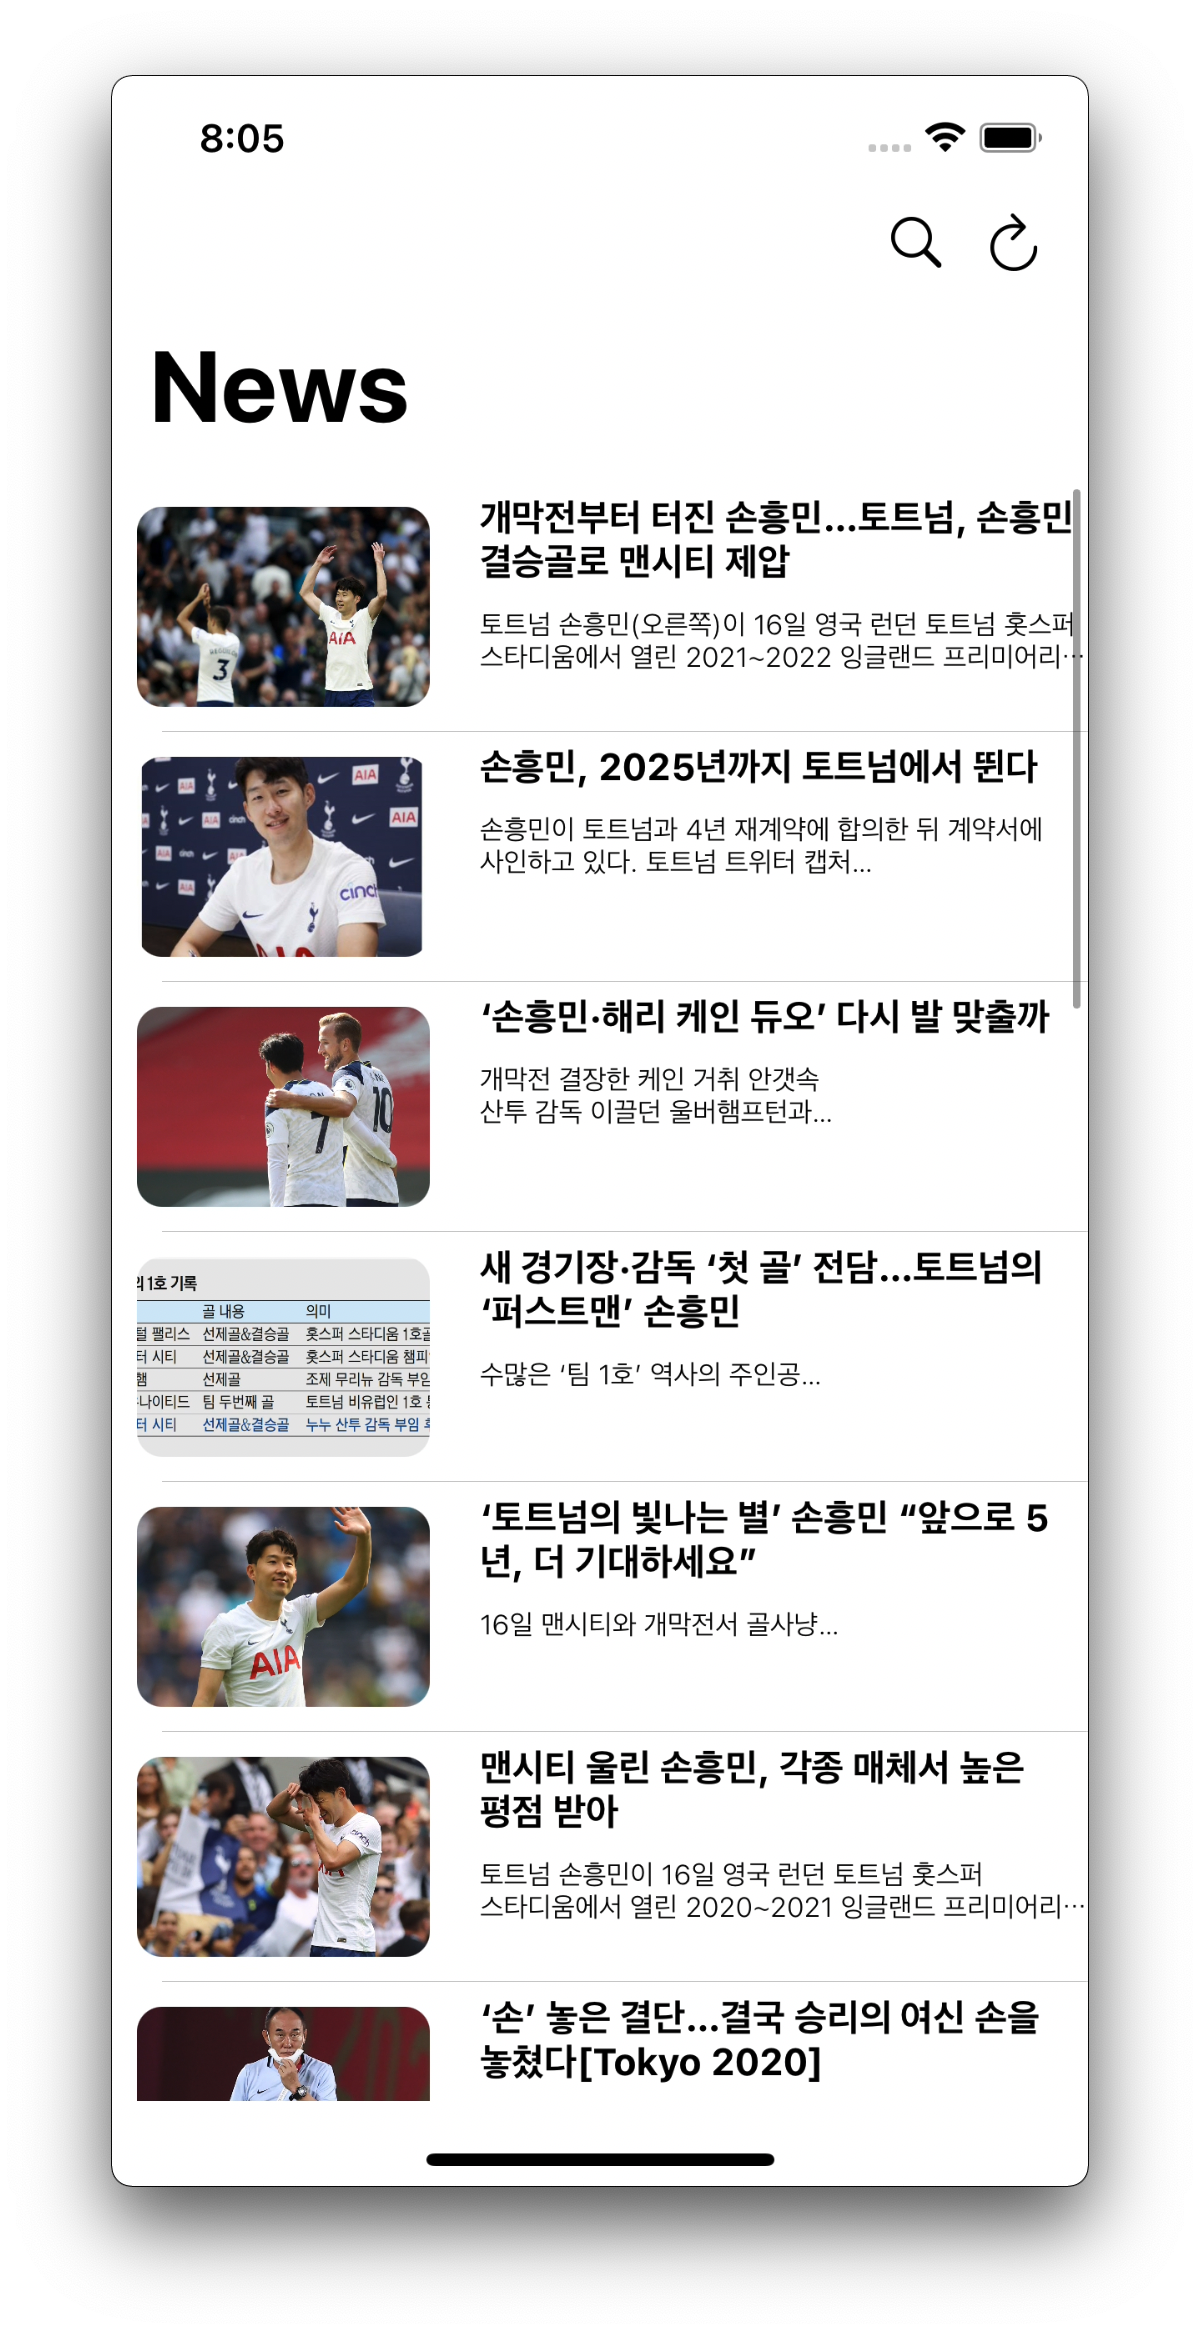 8:05
News
개막전부터 터진 손흥민...토트넘, 손흥민
결승골로 맨시티 제압
토트넘 손흥민(오른쪽)이 16일 영국 런던 토트넘 홋스퍼
스타디움에서 열린 2021~2022 잉글랜드 프리미어리…
AIA
3
손흥민, 2025년까지 토트넘에서 뛴다
손흥민이 토트넘과 4년 재계약에 합의한 뒤 계약서에
사인하고 있다. 토트넘 트위터 캡처...
AIA
AIA
cinch
AIA
‘손흥민·해리 케인 듀오’ 다시 발 맞출까
개막전 결장한 케인 거취 안갯속
산투 감독 이끌던 울버햄프턴과...
7
10
새 경기장·감독 ‘첫 골’ 전담...토트넘의
‘퍼스트맨’ 손흥민
수많은 ‘팀 1호’ 역사의 주인공...
1호 기록
골 내용 의미
팰리스 선제골&결승골 홋스퍼 스타디움 1호골
시티 선제골&결승골 홋스퍼 스타디움 챔피
햄 선제골 조제 무리뉴 감독 부임
나이티드 팀 두번째 골 토트넘 비유럽인 1호
시티 선제골&결승골 누누 산투 감독 부임
‘토트넘의 빛나는 별’ 손흥민 “앞으로 5
년, 더 기대하세요”
16일 맨시티와 개막전서 골사냥...
AIA
맨시티 울린 손흥민, 각종 매체서 높은
평점 받아
토트넘 손흥민이 16일 영국 런던 토트넘 홋스퍼
스타디움에서 열린 2020~2021 잉글랜드 프리미어리…
cinch
‘손’ 놓은 결단...결국 승리의 여신 손을
놓쳤다[Tokyo 2020]